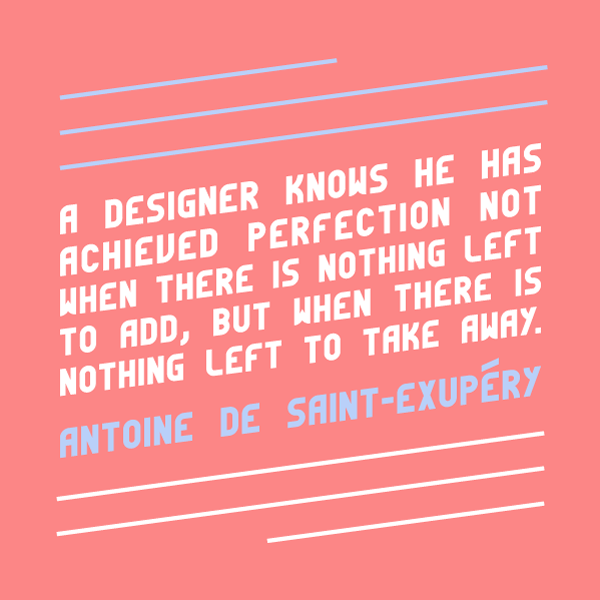 A DESIGNER KNOWS HE HAS
ACHIEVED PERFECTION NOT
WHEN THERE IS NOTHING LEFT
TO ADD, BUT WHEN THERE IS
NOTHING LEFT TO TAKE AWAY.
ANTOINE DE SAINT-EXUPÉRY